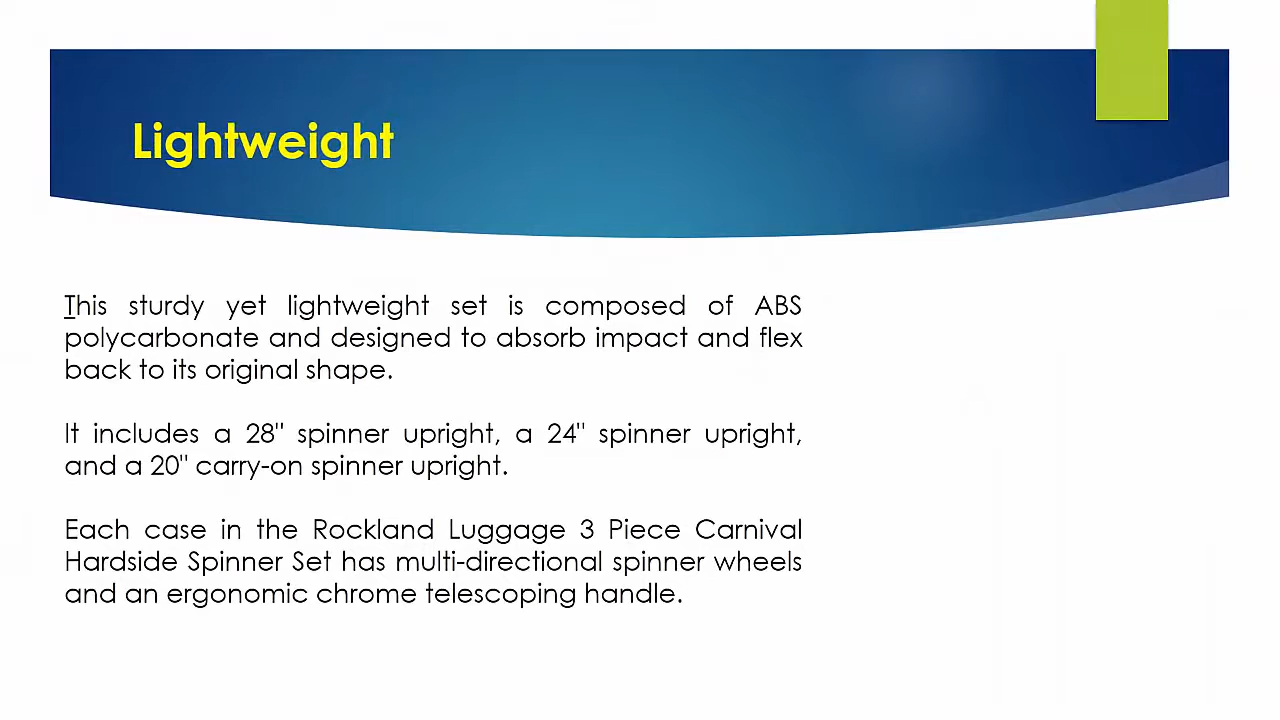 Lightweight
This sturdy yet lightweight set is composed of ABS
polycarbonate and designed to absorb impact and flex
back to its original shape.
It includes a 28" spinner upright, a 24" spinner upright,
and a 20" carry-on spinner upright.
Each case in the Rockland Luggage 3 Piece Carnival
Hardside Spinner Set has multi-directional spinner wheels
and an ergonomic chrome telescoping handle.